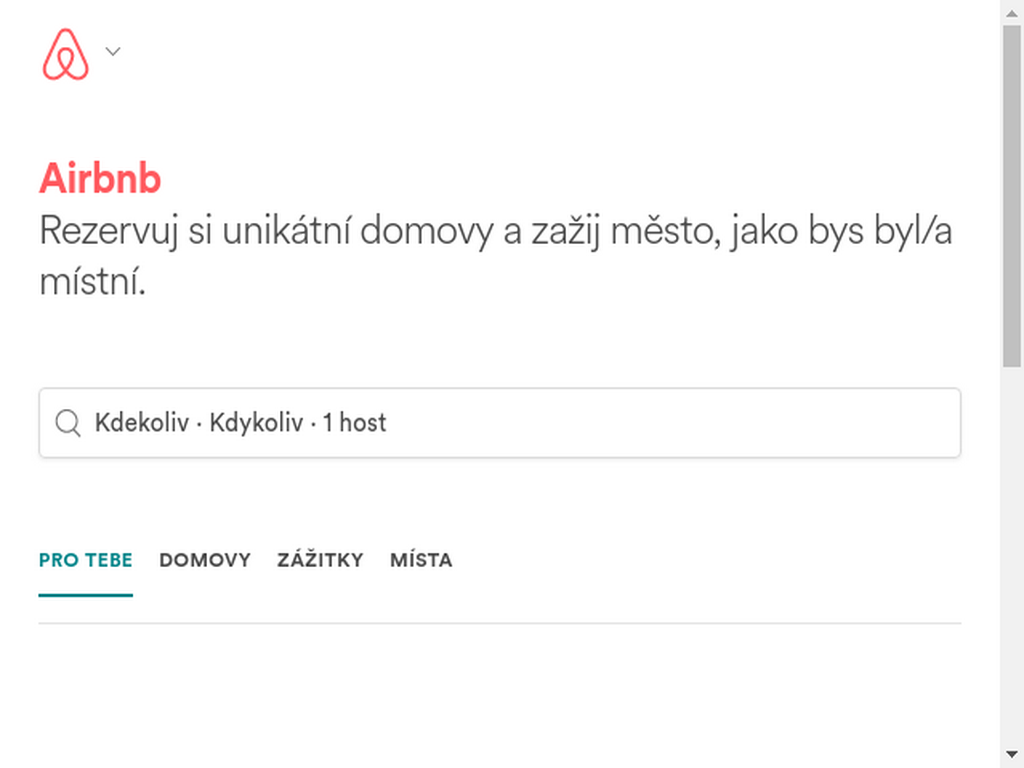 Airbnb
Rezervuj si unikátní domovy a zažij město, jako bys byl/a
místní.
Kdekoliv · Kdykoliv · 1 host
PRO TEBE DOMOVY ZÁŽITKY MÍSTA